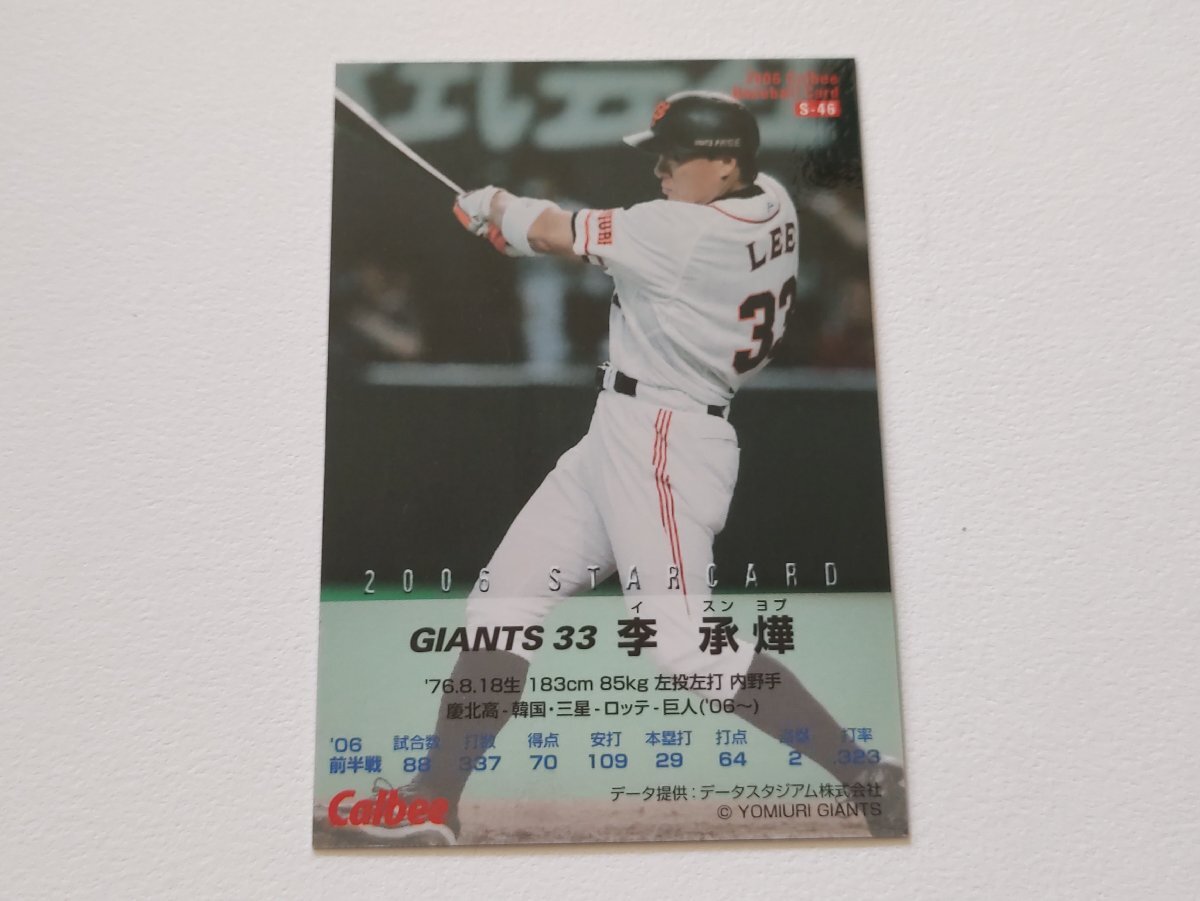 2006 Calbee
Baseball Card
S-46
YOMIURI
LEE
33
2006 STARCARD
イ スン ヨプ
GIANTS 33 李 承燁
'76.8.18生 183cm 85kg 左投左打 内野手
慶北高-韓国・三星-ロッテ-巨人('06〜)
'06 試合数 打数 得点 安打 本塁打 打点 盗塁 打率
前半戦 88 337 70 109 29 64 2 .323
データ提供:データスタジアム株式会社
Calbee
© YOMIURI GIANTS